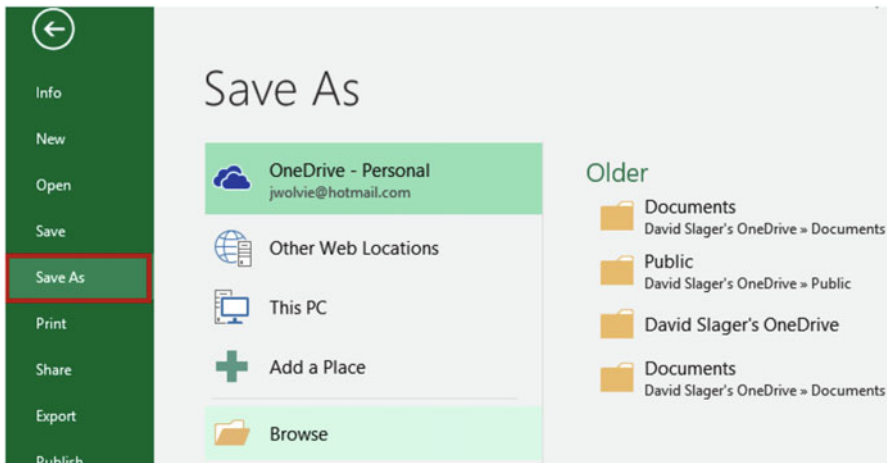 Info
New
Open
Save
Save As
Print
Share
Export
Publish
Save As
OneDrive - Personal
jwolvie@hotmail.com
Other Web Locations
This PC
Add a Place
Browse
Older
Documents
David Slager's OneDrive » Documents
Public
David Slager's OneDrive » Public
David Slager's OneDrive
Documents
David Slager's OneDrive » Documents